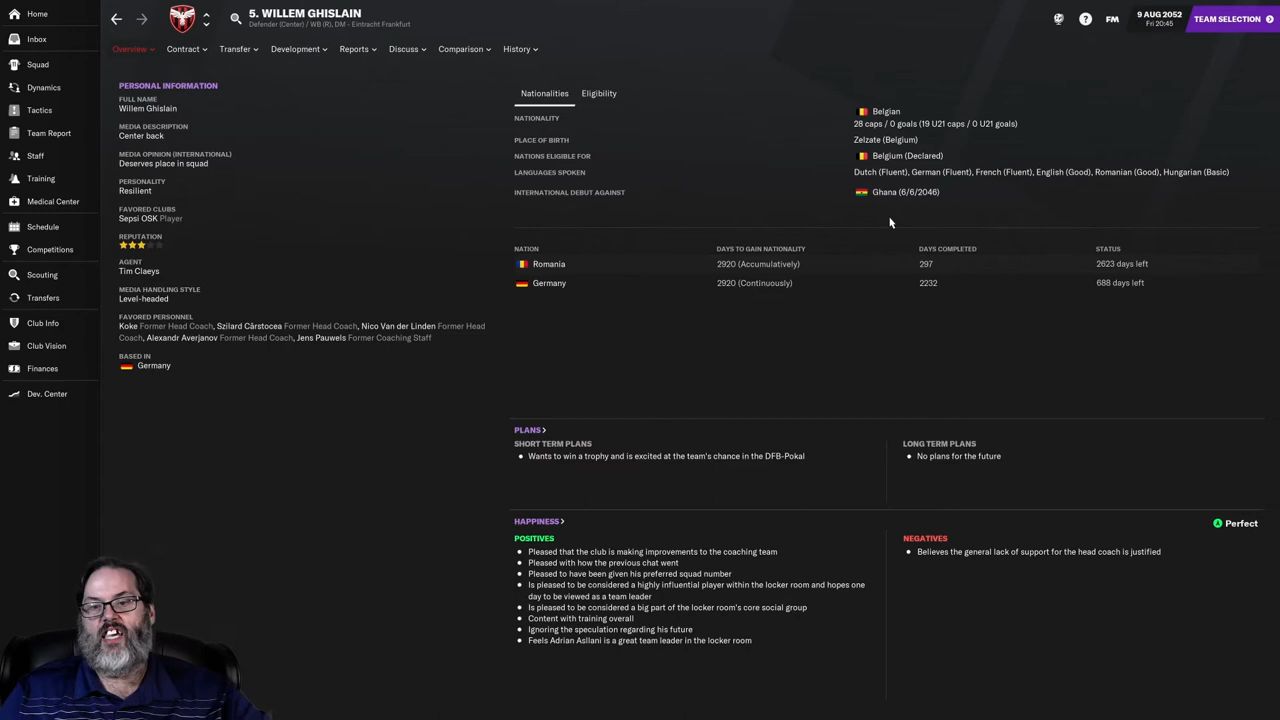 Home
Inbox
Squad
Dynamics
Tactics
Team Report
Staff
Training
Medical Center
Schedule
Competitions
Scouting
Transfers
Club Info
Club Vision
Finances
Dev. Center
5. WILLEM GHISLAIN
Defender (Center) / WB (R), DM - Eintracht Frankfurt
? FM
9 AUG 2052
Fri 20:45
TEAM SELECTION
Overview Contract Transfer Development Reports Discuss Comparison History
PERSONAL INFORMATION
FULL NAME
Willem Ghislain
MEDIA DESCRIPTION
Center back
MEDIA OPINION (INTERNATIONAL)
Deserves place in squad
PERSONALITY
Resilient
FAVORED CLUBS
Sepsi OSK Player
REPUTATION
AGENT
Tim Claeys
MEDIA HANDLING STYLE
Level-headed
FAVORED PERSONNEL
Koke Former Head Coach, Szilard Cârstocea Former Head Coach, Nico Van der Linden Former Head
Coach, Alexandr Averjanov Former Head Coach, Jens Pauwels Former Coaching Staff
BASED IN
Germany
Nationalities Eligibility
NATIONALITY Belgian
28 caps / 0 goals (19 U21 caps / 0 U21 goals)
PLACE OF BIRTH Zelzate (Belgium)
NATIONS ELIGIBLE FOR Belgium (Declared)
LANGUAGES SPOKEN Dutch (Fluent), German (Fluent), French (Fluent), English (Good), Romanian (Good), Hungarian (Basic)
INTERNATIONAL DEBUT AGAINST Ghana (6/6/2046)
NATION DAYS TO GAIN NATIONALITY DAYS COMPLETED STATUS
Romania 2920 (Accumulatively) 297 2623 days left
Germany 2920 (Continuously) 2232 688 days left
PLANS
SHORT TERM PLANS
Wants to win a trophy and is excited at the team's chance in the DFB-Pokal
LONG TERM PLANS
No plans for the future
HAPPINESS
Perfect
POSITIVES
Pleased that the club is making improvements to the coaching team
Pleased with how the previous chat went
Pleased to have been given his preferred squad number
Is pleased to be considered a highly influential player within the locker room and hopes one
day to be viewed as a team leader
Is pleased to be considered a big part of the locker room's core social group
Content with training overall
Ignoring the speculation regarding his future
Feels Adrian Asllani is a great team leader in the locker room
NEGATIVES
Believes the general lack of support for the head coach is justified